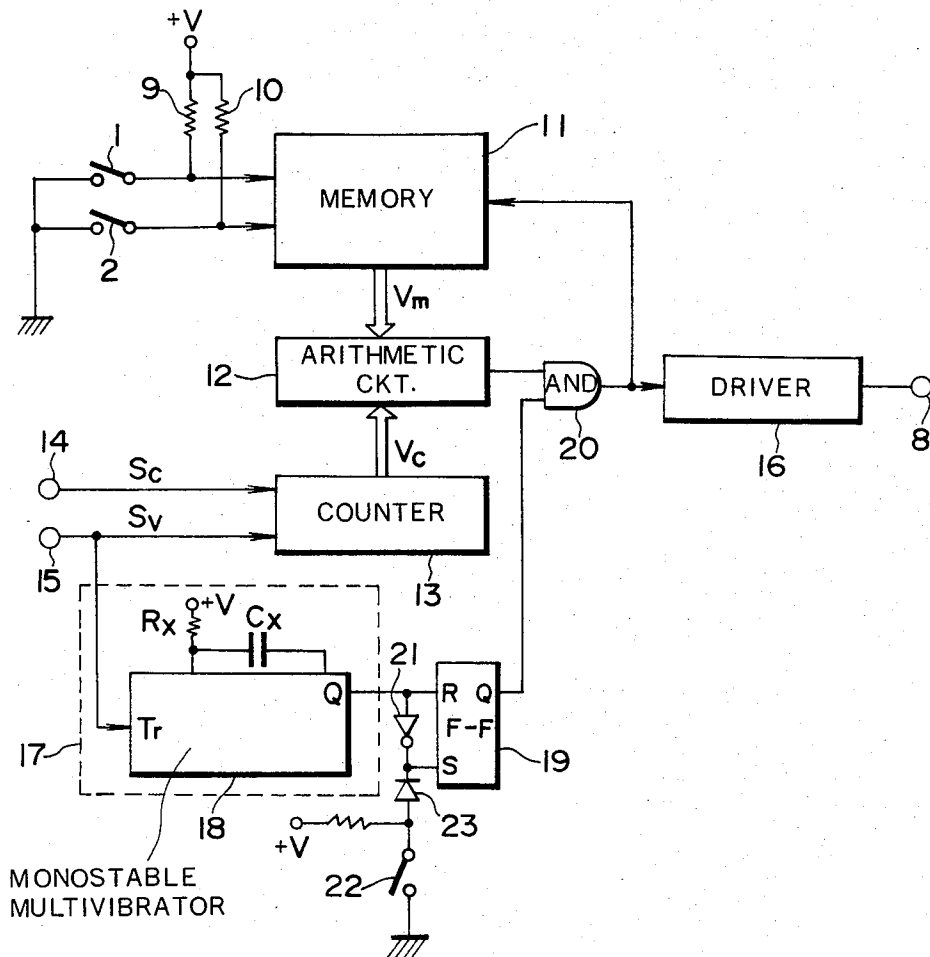 +V
9
10
1
11
MEMORY
2
Vm
12
ARITHMETIC
CKT.
AND
20
DRIVER
16
8
14
Sc
Vc
15
Sv
COUNTER
13
+V
Rx
Cx
21
Q
R Q
F-F
S
19
17
Tr
18
23
+V
22
MONOSTABLE
MULTIVIBRATOR